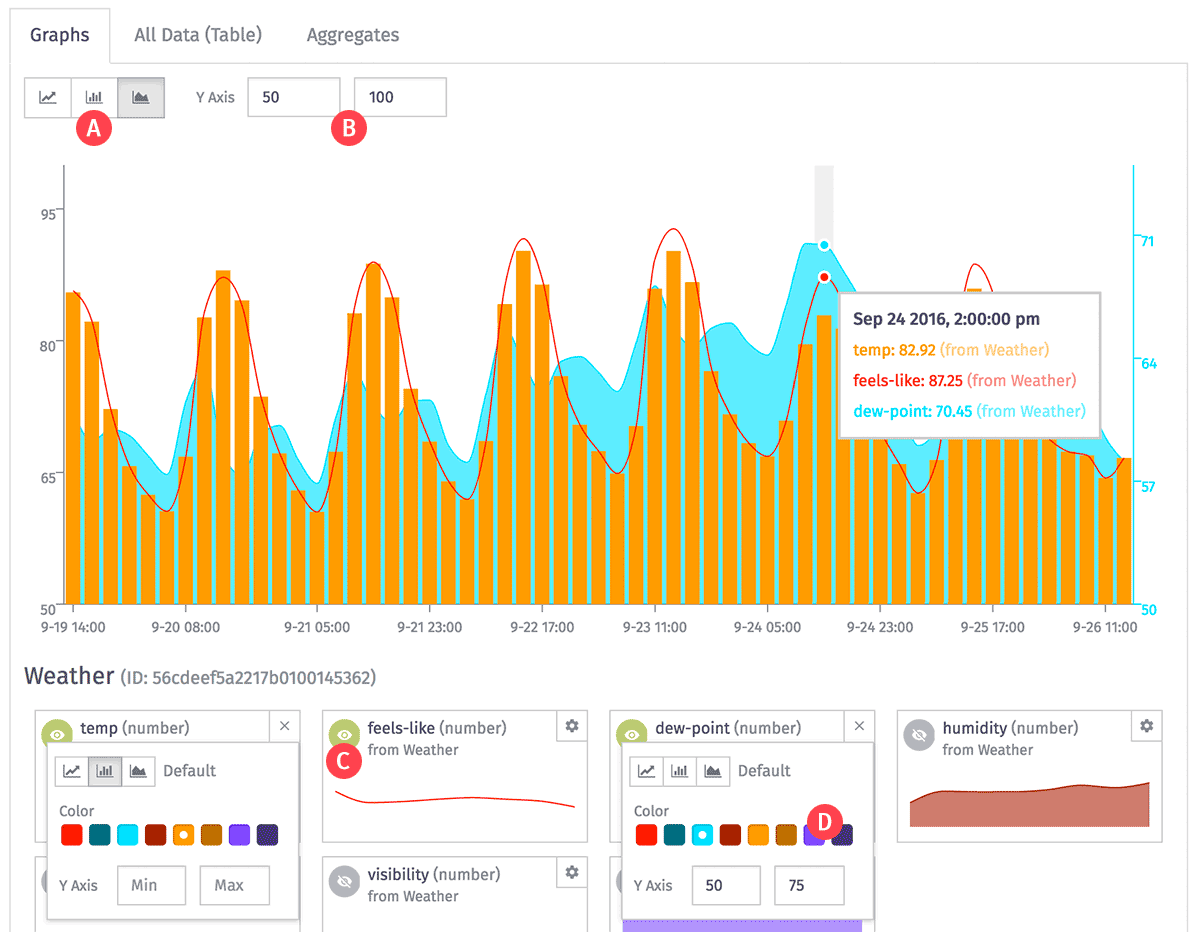 Graphs All Data (Table) Aggregates
Y Axis 50 100
A B
95
80
65
50
71
64
57
50
Sep 24 2016, 2:00:00 pm
temp: 82.92 (from Weather)
feels-like: 87.25 (from Weather)
dew-point: 70.45 (from Weather)
9-19 14:00 9-20 08:00 9-21 05:00 9-21 23:00 9-22 17:00 9-23 11:00 9-24 05:00 9-24 23:00 9-25 17:00 9-26 11:00
Weather (ID: 56cdeef5a2217b0100145362)
temp (number)
Default
Color
Y Axis Min Max
feels-like (number)
from Weather
C
visibility (number)
from Weather
dew-point (number)
Default
Color
D
Y Axis 50 75
humidity (number)
from Weather